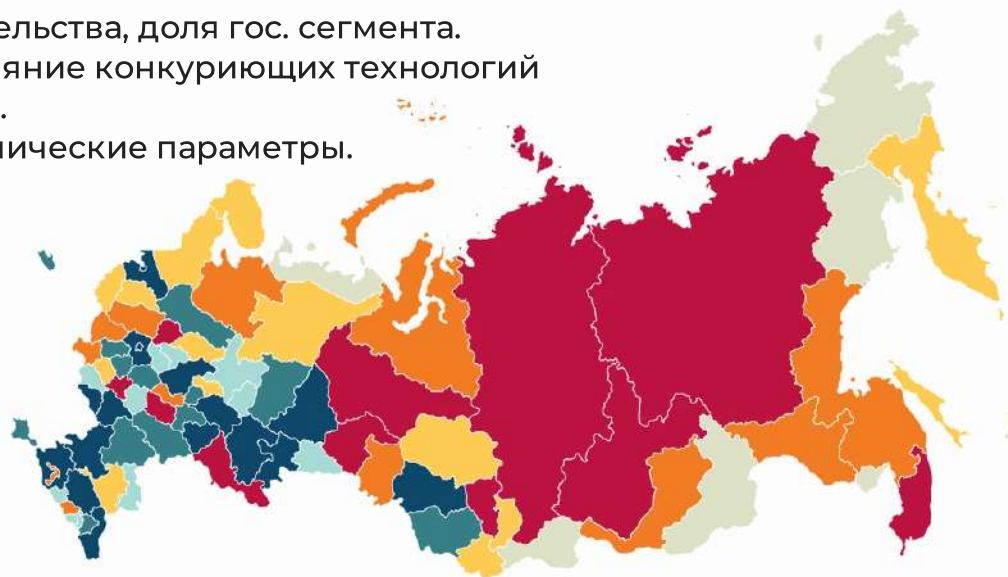 ельства, доля гос. сегмента.
яние конкуриющих технологий
.
ические параметры.